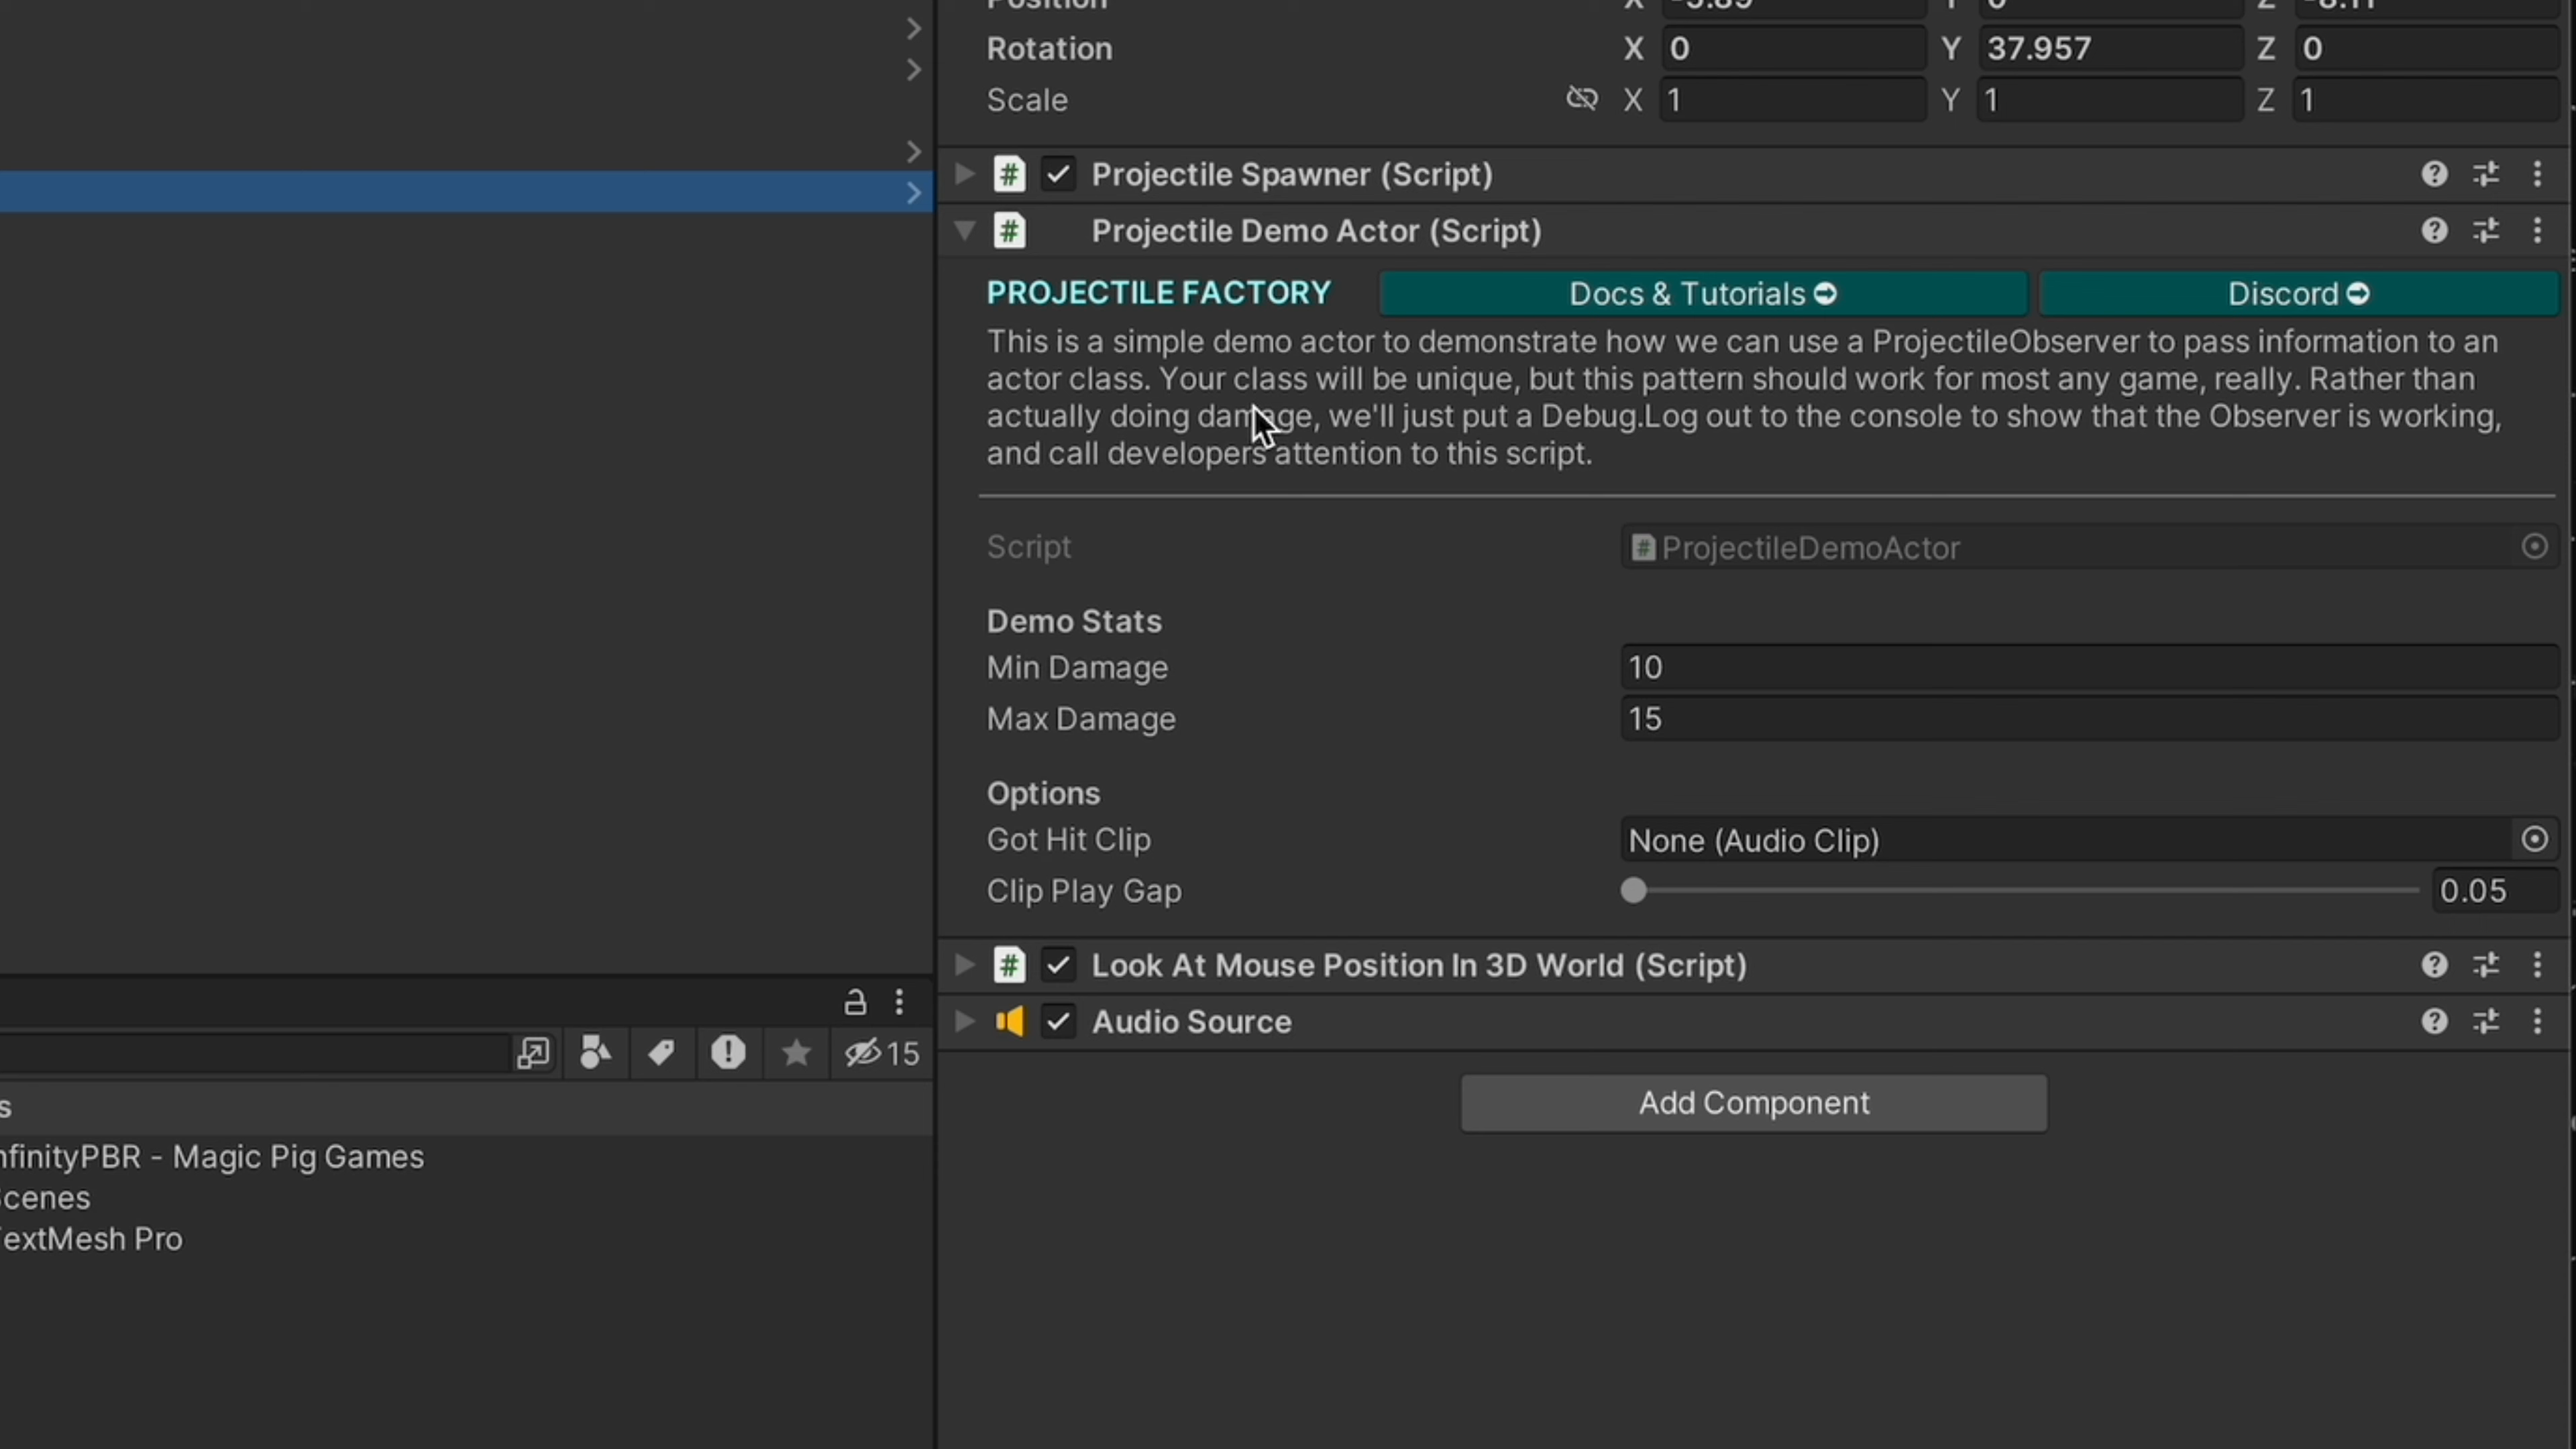 Position X -5.89 Y 0 Z -8.11
Rotation X 0 Y 37.957 Z 0
Scale X 1 Y 1 Z 1
# Projectile Spawner (Script)
# Projectile Demo Actor (Script)
PROJECTILE FACTORY Docs & Tutorials Discord
This is a simple demo actor to demonstrate how we can use a ProjectileObserver to pass information to an
actor class. Your class will be unique, but this pattern should work for most any game, really. Rather than
actually doing damage, we'll just put a Debug.Log out to the console to show that the Observer is working,
and call developers attention to this script.
Script # ProjectileDemoActor
Demo Stats
Min Damage 10
Max Damage 15
Options
Got Hit Clip None (Audio Clip)
Clip Play Gap 0.05
# Look At Mouse Position In 3D World (Script)
Audio Source
Add Component
15
s
nfinityPBR - Magic Pig Games
cenes
extMesh Pro